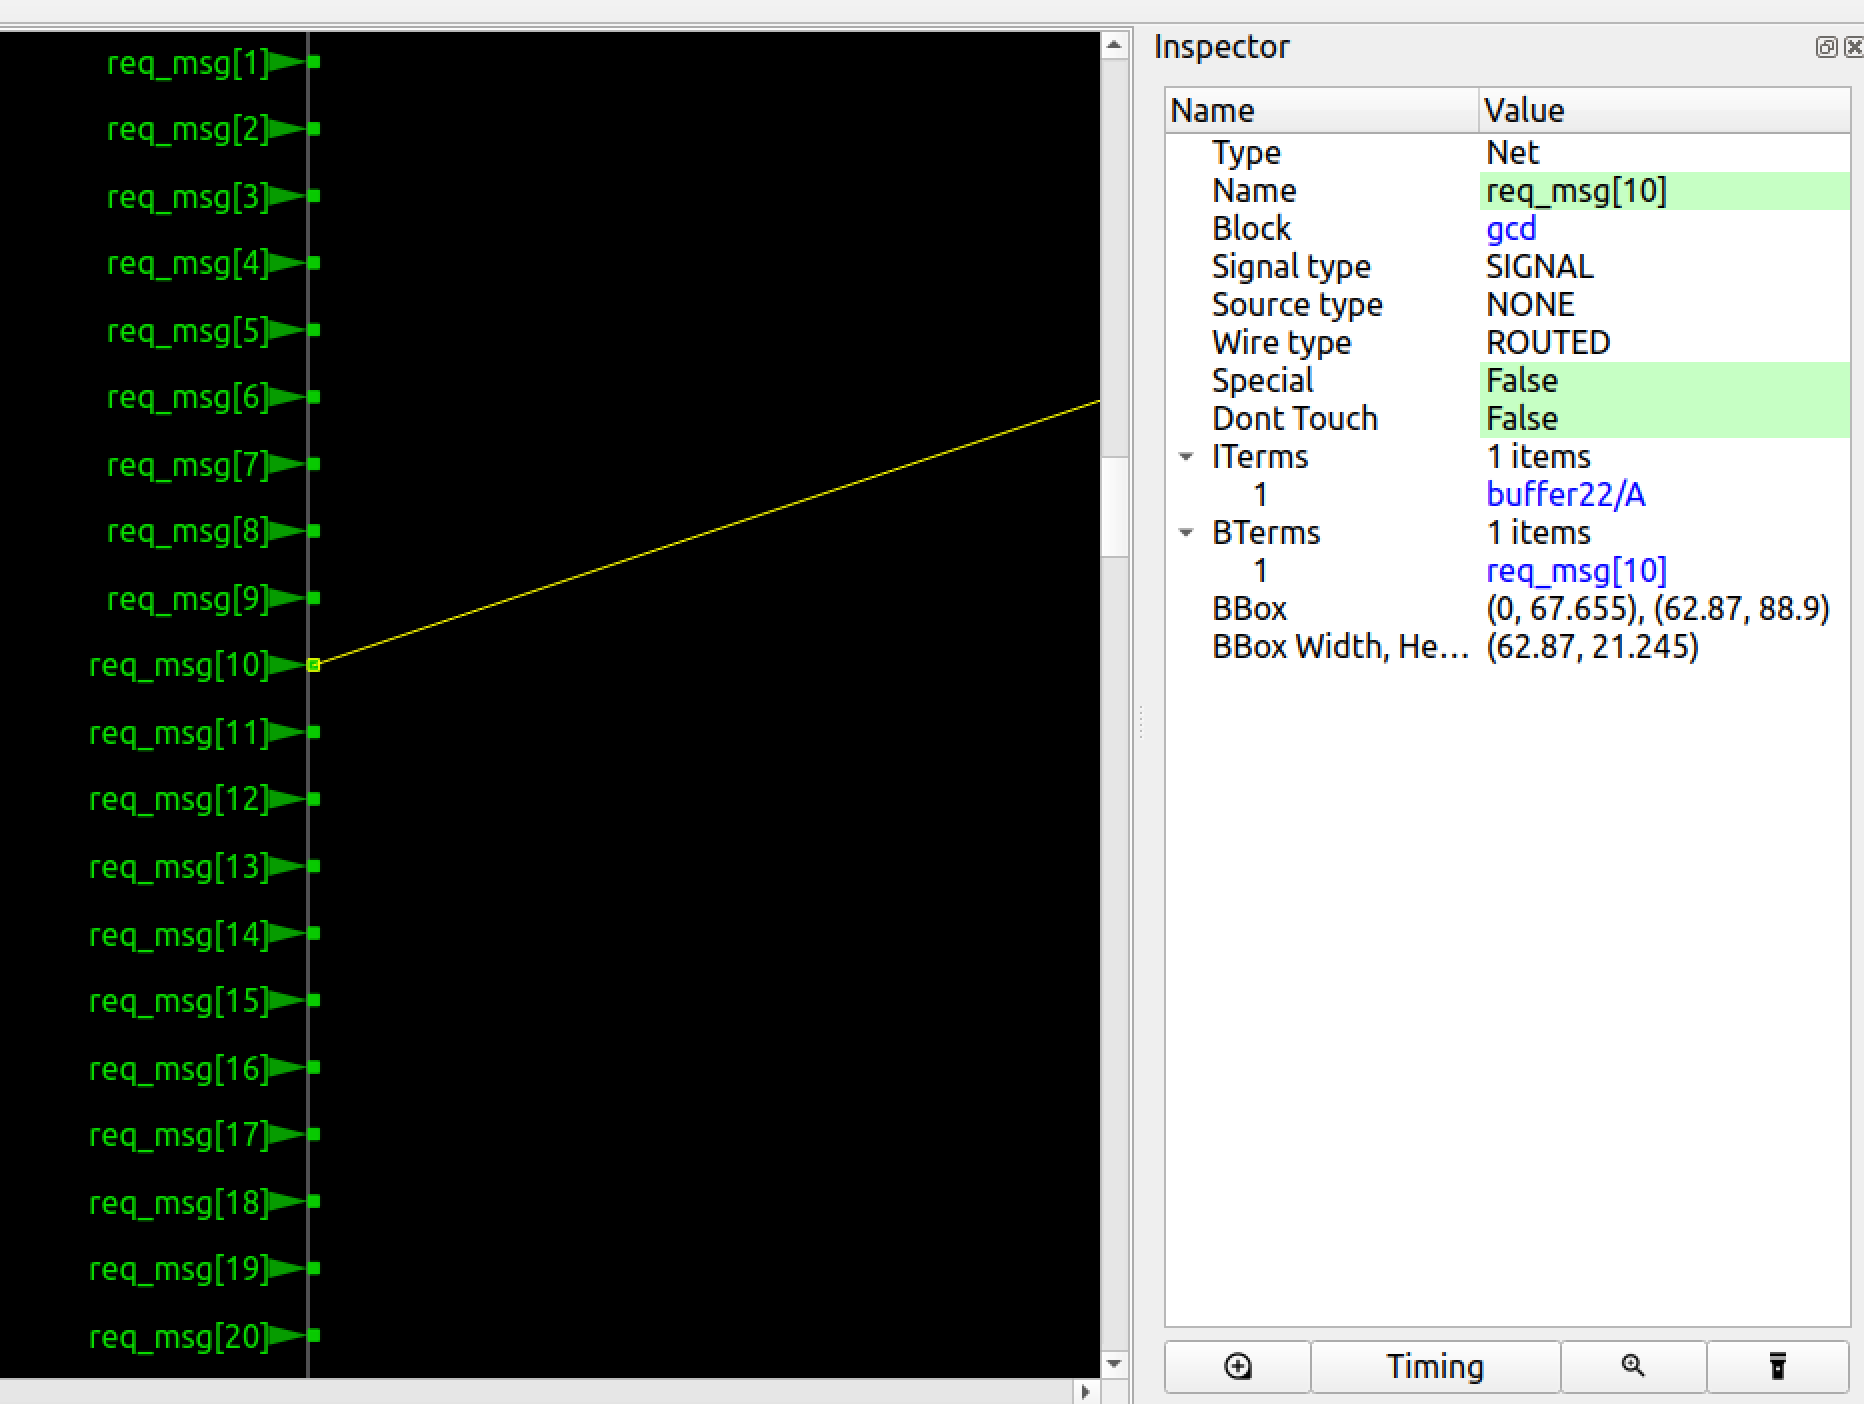 req_msg[1]
req_msg[2]
req_msg[3]
req_msg[4]
req_msg[5]
req_msg[6]
req_msg[7]
req_msg[8]
req_msg[9]
req_msg[10]
req_msg[11]
req_msg[12]
req_msg[13]
req_msg[14]
req_msg[15]
req_msg[16]
req_msg[17]
req_msg[18]
req_msg[19]
req_msg[20]
Inspector
Name Value
Type Net
Name req_msg[10]
Block gcd
Signal type SIGNAL
Source type NONE
Wire type ROUTED
Special False
Dont Touch False
ITerms 1 items
1 buffer22/A
BTerms 1 items
1 req_msg[10]
BBox (0, 67.655), (62.87, 88.9)
BBox Width, He... (62.87, 21.245)
Timing